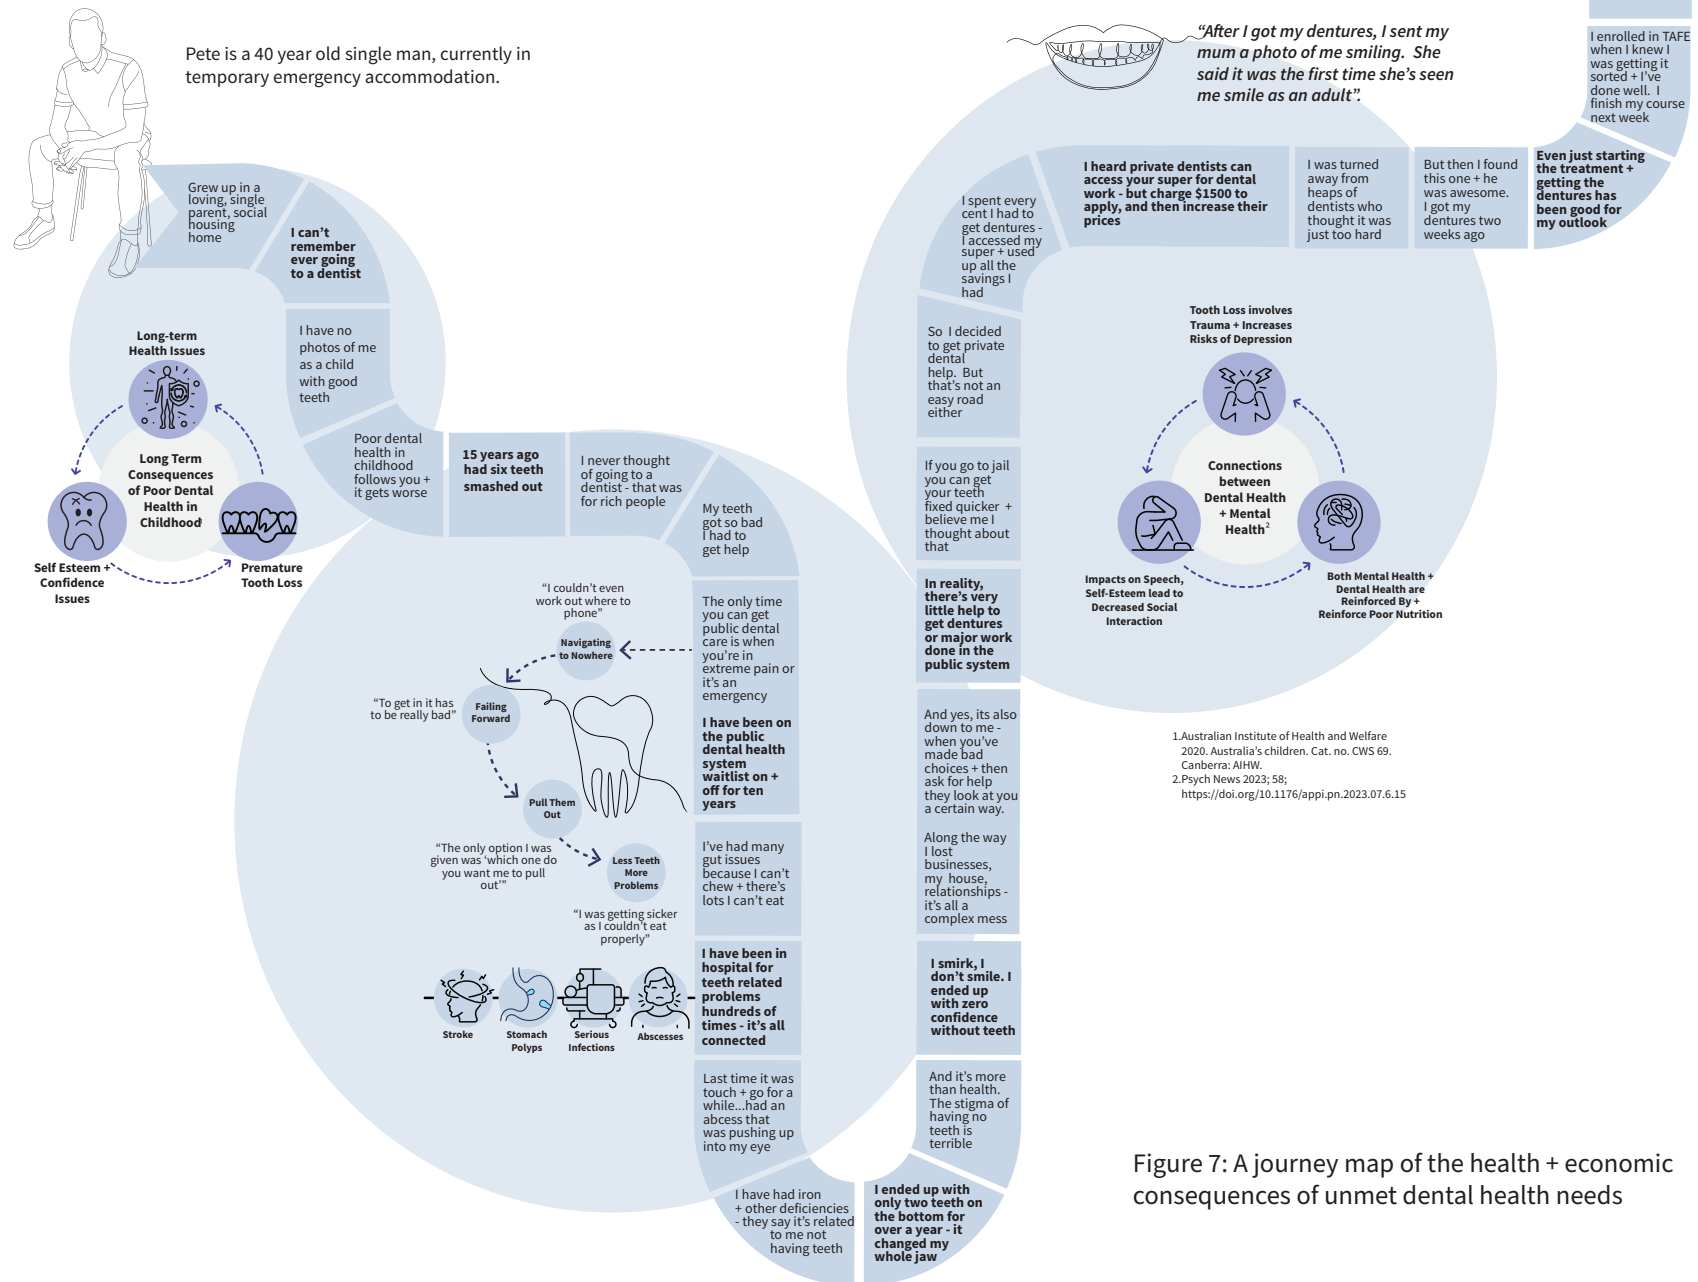 Pete is a 40 year old single man, currently in
temporary emergency accommodation.
Grew up in a
loving, single
parent, social
housing
home
I can’t
remember
ever going
to a dentist
I have no
photos of me
as a child
with good
teeth
Poor dental
health in
childhood
follows you +
it gets worse
Long-term
Health Issues
Long Term
Consequences
of Poor Dental
Health in
Childhood1
Self Esteem +
Confidence
Issues
Premature
Tooth Loss
15 years ago
had six teeth
smashed out
I never thought
of going to a
dentist - that was
for rich people
My teeth
got so bad
I had to
get help
The only time
you can get
public dental
care is when
you’re in
extreme pain or
it’s an
emergency
I have been on
the public
dental health
system
waitlist on +
off for ten
years
“I couldn’t even
work out where to
phone”
Navigating
to Nowhere
“To get in it has
to be really bad”
Failing
Forward
Pull Them
Out
“The only option I was
given was ‘which one do
you want me to pull
out’”
Less Teeth
More
Problems
“I was getting sicker
as I couldn’t eat
properly”
I’ve had many
gut issues
because I can’t
chew + there’s
lots I can’t eat
I have been in
hospital for
teeth related
problems
hundreds of
times - it’s all
connected
Stroke
Stomach
Polyps
Serious
Infections
Abscesses
Last time it was
touch + go for a
while...had an
abcess that
was pushing up
into my eye
I have had iron
+ other deficiencies
- they say it’s related
to me not
having teeth
I ended up with
only two teeth on
the bottom for
over a year - it
changed my
whole jaw
And it’s more
than health.
The stigma of
having no
teeth is
terrible
I smirk, I
don’t smile. I
ended up
with zero
confidence
without teeth
And yes, its also
down to me -
when you’ve
made bad
choices + then
ask for help
they look at you
a certain way.
Along the way
I lost
businesses,
my house,
relationships -
it’s all a
complex mess
In reality,
there’s very
little help to
get dentures
or major work
done in the
public system
If you go to jail
you can get
your teeth
fixed quicker +
believe me I
thought about
that
So I decided
to get private
dental
help. But
that’s not an
easy road
either
I spent every
cent I had to
get dentures -
I accessed my
super + used
up all the
savings I
had
I heard private dentists can
access your super for dental
work - but charge $1500 to
apply, and then increase their
prices
I was turned
away from
heaps of
dentists who
thought it was
just too hard
But then I found
this one + he
was awesome.
I got my
dentures two
weeks ago
Even just starting
the treatment +
getting the
dentures has
been good for
my outlook
I enrolled in TAFE
when I knew I
was getting it
sorted + I’ve
done well. I
finish my course
next week
“After I got my dentures, I sent my
mum a photo of me smiling. She
said it was the first time she’s seen
me smile as an adult”.
Tooth Loss involves
Trauma + Increases
Risks of Depression
Connections
between
Dental Health
+ Mental
Health2
Impacts on Speech,
Self-Esteem lead to
Decreased Social
Interaction
Both Mental Health +
Dental Health are
Reinforced By +
Reinforce Poor Nutrition
1.Australian Institute of Health and Welfare
2020. Australia’s children. Cat. no. CWS 69.
Canberra: AIHW.
2.Psych News 2023; 58;
https://doi.org/10.1176/appi.pn.2023.07.6.15
Figure 7: A journey map of the health + economic
consequences of unmet dental health needs